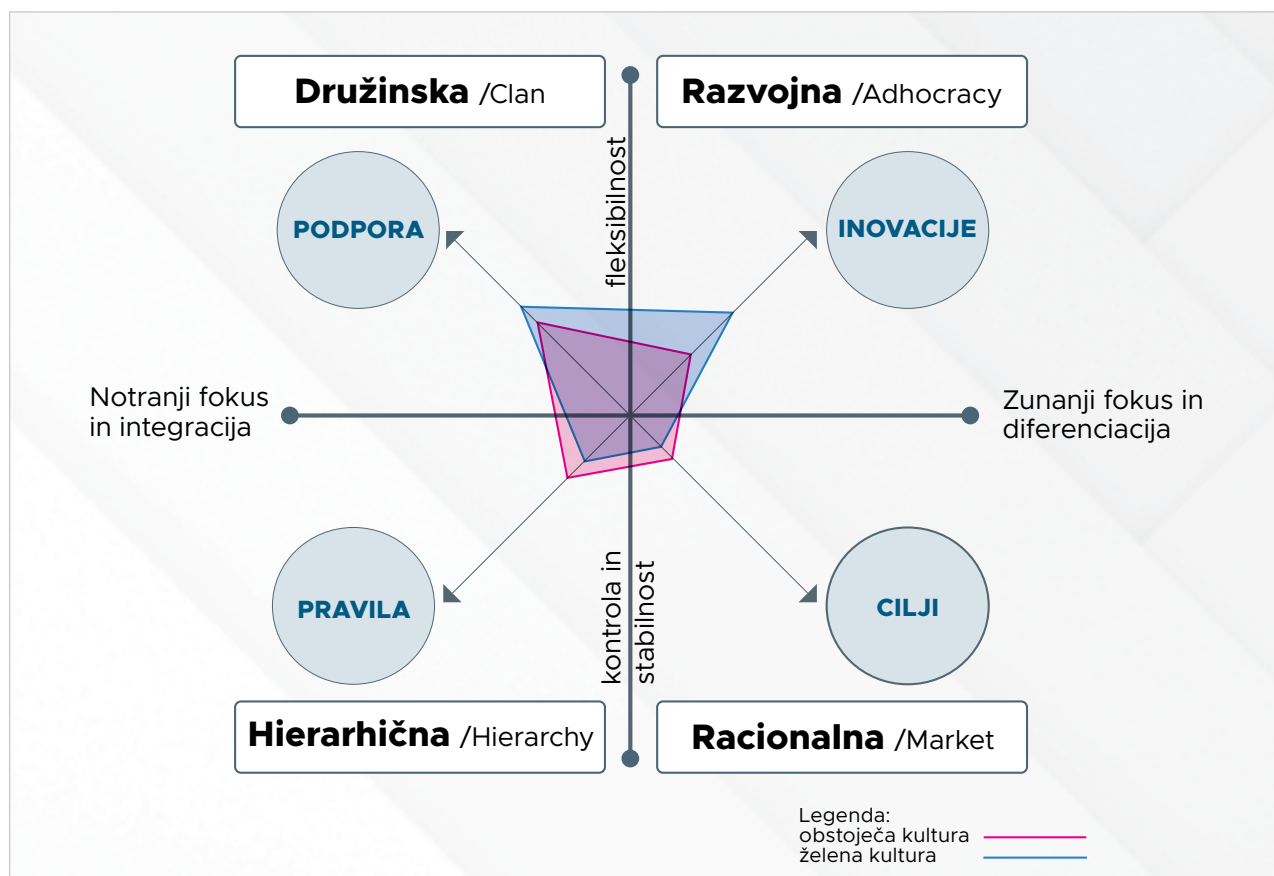 Družinska /Clan
Razvojna /Adhocracy
fleksibilnost
PODPORA
INOVACIJE
Notranji fokus
in integracija
Zunanji fokus in
diferenciacija
PRAVILA
kontrola in
stabilnost
CILJI
Hierarhična /Hierarchy
Racionalna /Market
Legenda:
obstoječa kultura
želena kultura